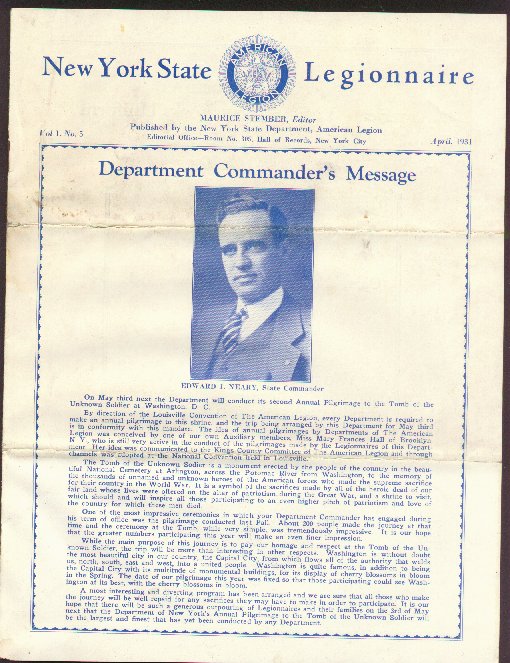 New York State
AMERICAN
LEGION
Legionnaire
MAURICE STEMBER, Editor
Published by the New York State Department, American Legion
Editorial Office—Room No. 305, Hall of Records, New York City
Vol 1. No. 5
April, 1931
Department Commander's Message
EDWARD J. NEARY, State Commander
On May third next the Department will conduct its second Annual Pilgrimage to the Tomb of the
Unknown Soldier at Washington, D. C.
By direction of the Louisville Convention of The American Legion, every Department is required to
make an annual pilgrimage to this shrine, and the trip being arranged by this Department for May third
is in conformity with this mandate. The idea of annual pilgrimages by Departments of The American
Legion was conceived by one of our own Auxiliary members, Miss Mary Frances Hall of Brooklyn
N. Y., who is still very active in the conduct of the pilgrimages made by the Legionnaires of this Depart-
ment. Her idea was communicated to the Kings County Committee of The American Legion and through
channels was adopted at the National Convention held in Louisville.
The Tomb of the Unknown Soldier is a monument erected by the people of the country in the beau-
tiful National Cemetery at Arlington, across the Potomac River from Washington, to the memory of
the thousands of unnamed and unknown heroes of the American forces who made the supreme sacrifice
for their country in the World War. It is a symbol of the sacrifices made by all of the heroic dead of our
fair land whose lives were offered on the altar of patriotism during the Great War, and a shrine to visit
which should and will inspire all those participating to an even higher pitch of patriotism and love of
the country for which these men died.
One of the most impressive ceremonies in which your Department Commander has engaged during
his term of office was the pilgrimage conducted last Fall. About 200 people made the journey at that
time and the ceremony at the Tomb, while very simple, was tremendously impressive. It is our hope
that the greater numbers participating this year will make an even finer impression.
While the main purpose of this journey is to pay our homage and respect at the Tomb of the Un-
known Soldier, the trip will be more than interesting in other respects. Washington is without doubt
the most beautiful city in our country, the Capital City, from which flows all of the authority that welds
us, north, south, east and west, into a united people. Washington is quite famous, in addition to being
the Capital City with its multitude of monumental buildings, for its display of cherry blossoms in bloom
in the Spring. The date of our pilgrimage this year was fixed so that those participating could see Wash-
ington at its best, with the cherry blossoms in bloom.
A most interesting and diverting program has been arranged and we are sure that all those who make
the journey will be well repaid for any sacrifices they may have to make in order to participate. It is our
hope that there will be such a generous outpouring of Legionnaires and their families on the 3rd of May
next that the Department of New York's Annual Pilgrimage to the Tomb of the Unknown Soldier will
be the largest and finest that has yet been conducted by any Department.